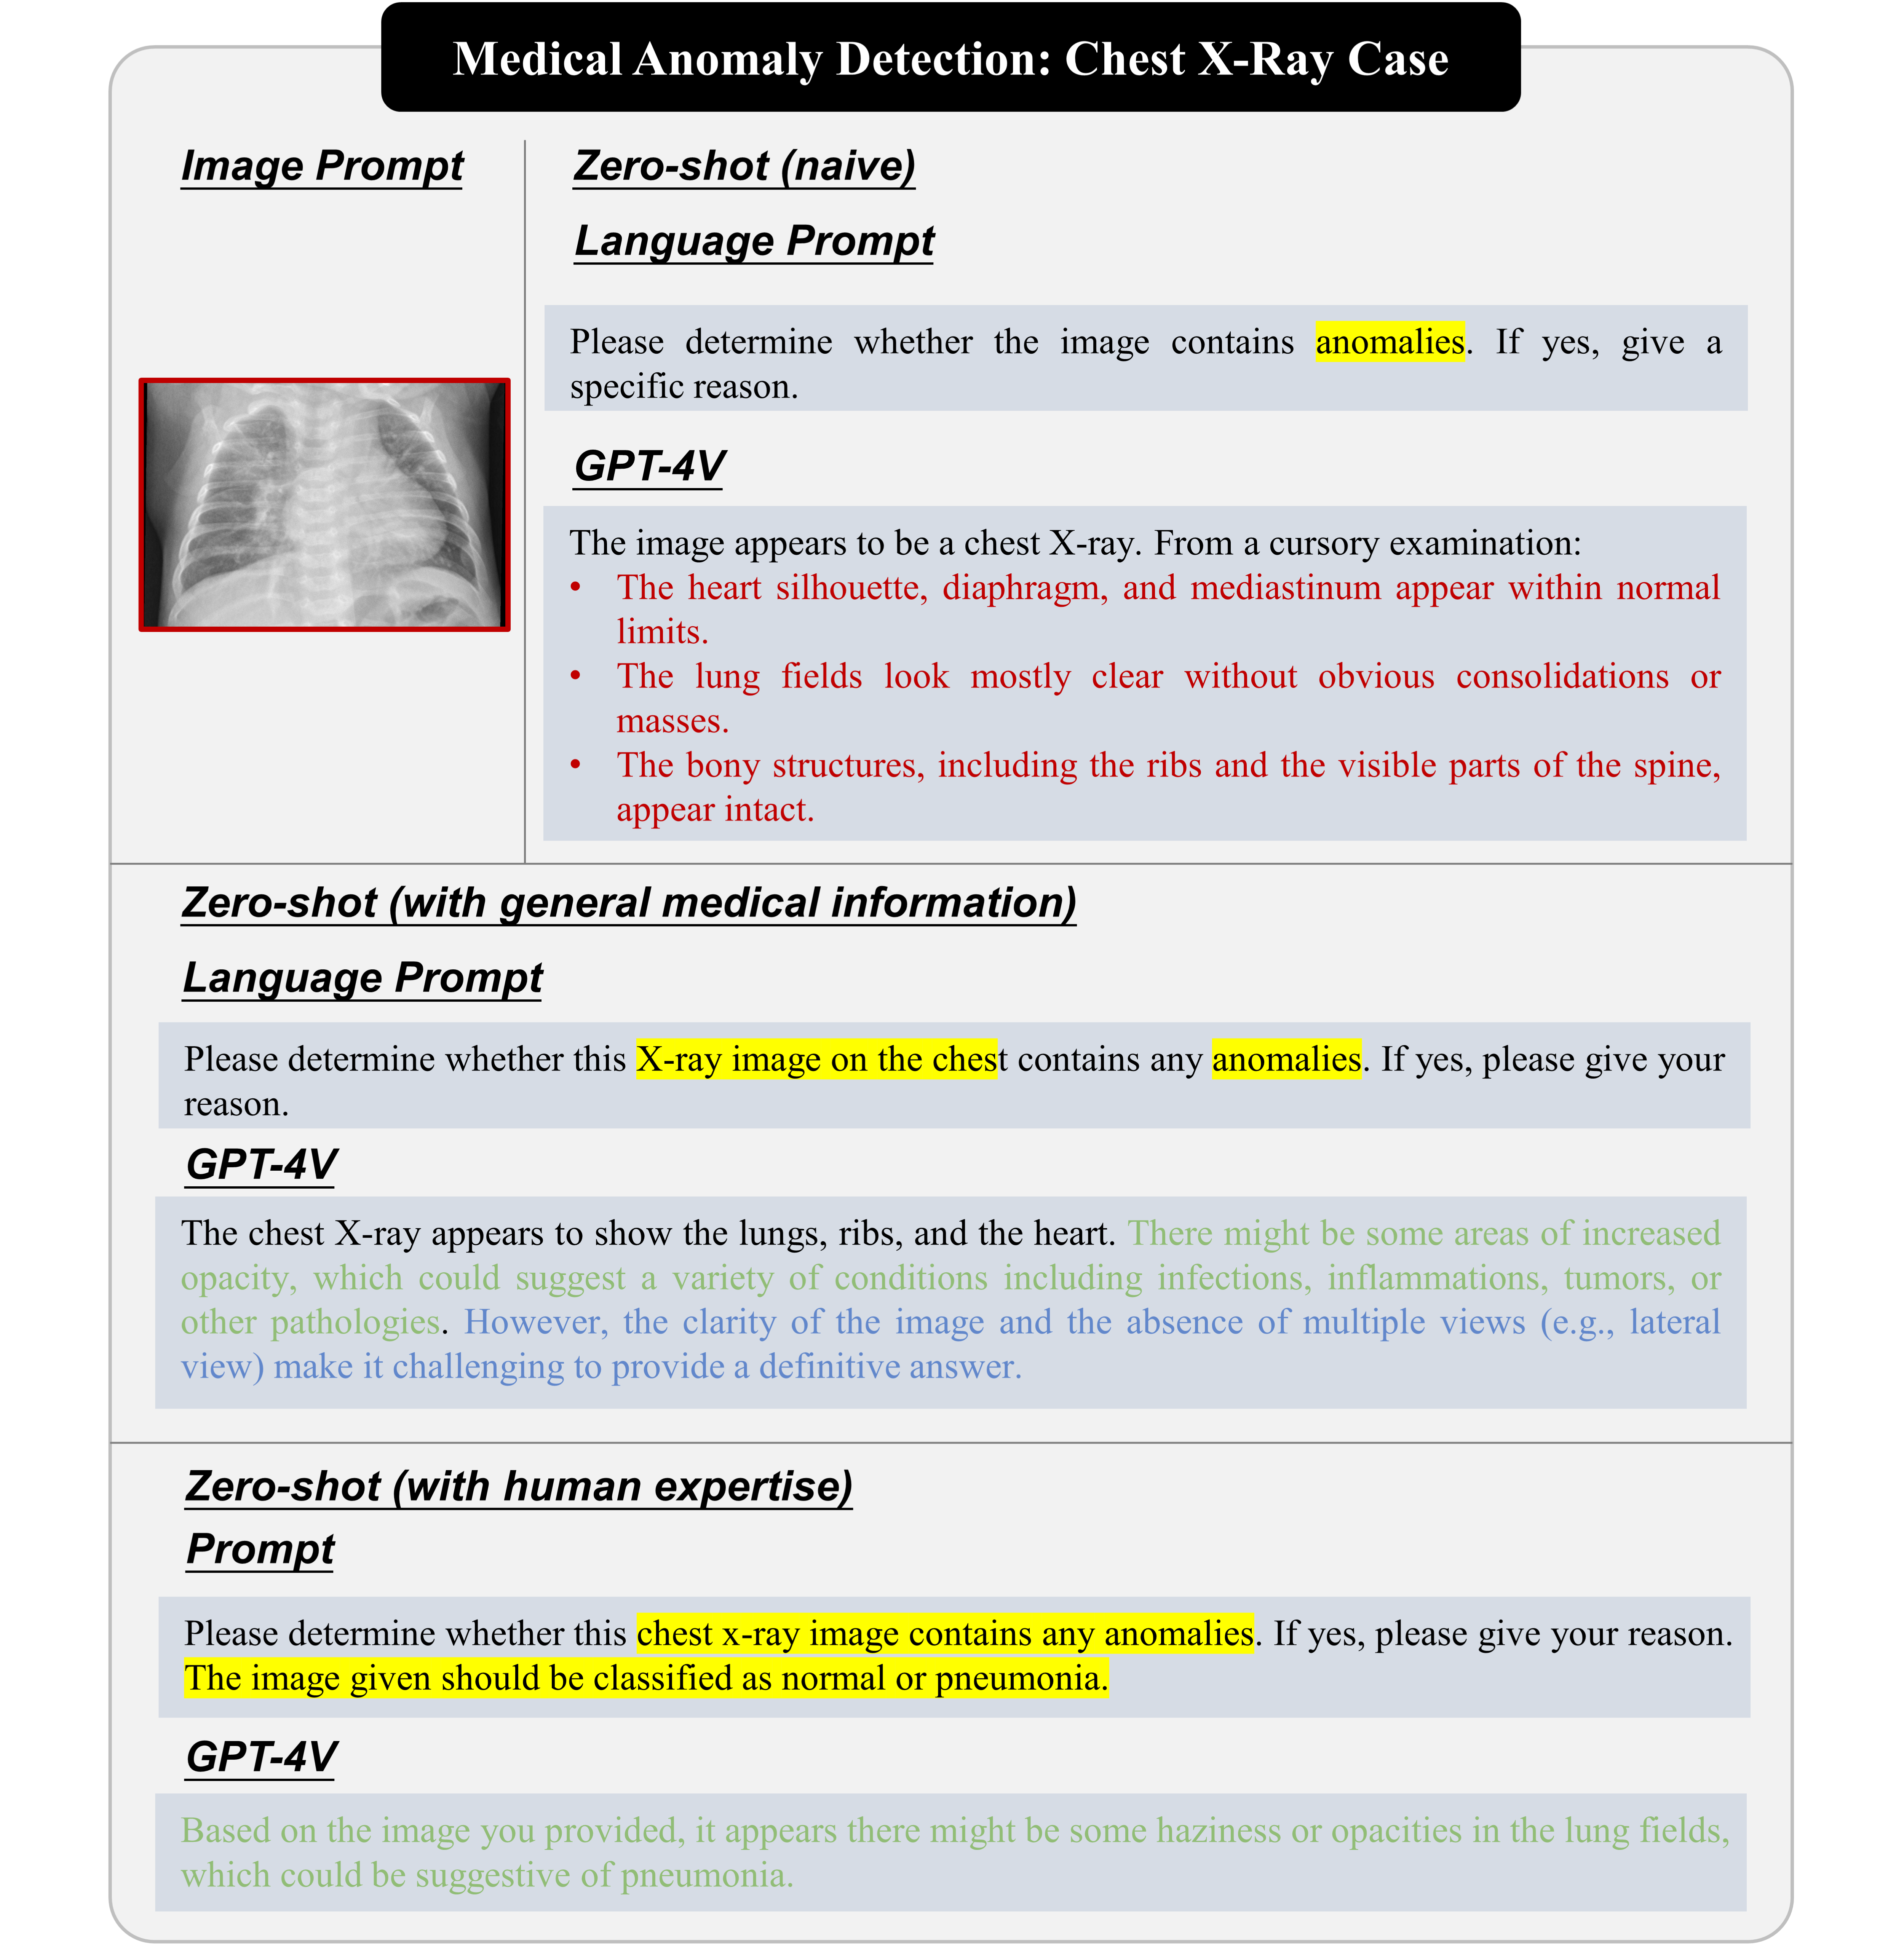 Medical Anomaly Detection: Chest X-Ray Case
Image Prompt
Zero-shot (naive)
Language Prompt
Please determine whether the image contains anomalies. If yes, give a
specific reason.
GPT-4V
The image appears to be a chest X-ray. From a cursory examination:
• The heart silhouette, diaphragm, and mediastinum appear within normal
limits.
• The lung fields look mostly clear without obvious consolidations or
masses.
• The bony structures, including the ribs and the visible parts of the spine,
appear intact.
Zero-shot (with general medical information)
Language Prompt
Please determine whether this X-ray image on the chest contains any anomalies. If yes, please give your
reason.
GPT-4V
The chest X-ray appears to show the lungs, ribs, and the heart. There might be some areas of increased
opacity, which could suggest a variety of conditions including infections, inflammations, tumors, or
other pathologies. However, the clarity of the image and the absence of multiple views (e.g., lateral
view) make it challenging to provide a definitive answer.
Zero-shot (with human expertise)
Prompt
Please determine whether this chest x-ray image contains any anomalies. If yes, please give your reason.
The image given should be classified as normal or pneumonia.
GPT-4V
Based on the image you provided, it appears there might be some haziness or opacities in the lung fields,
which could be suggestive of pneumonia.